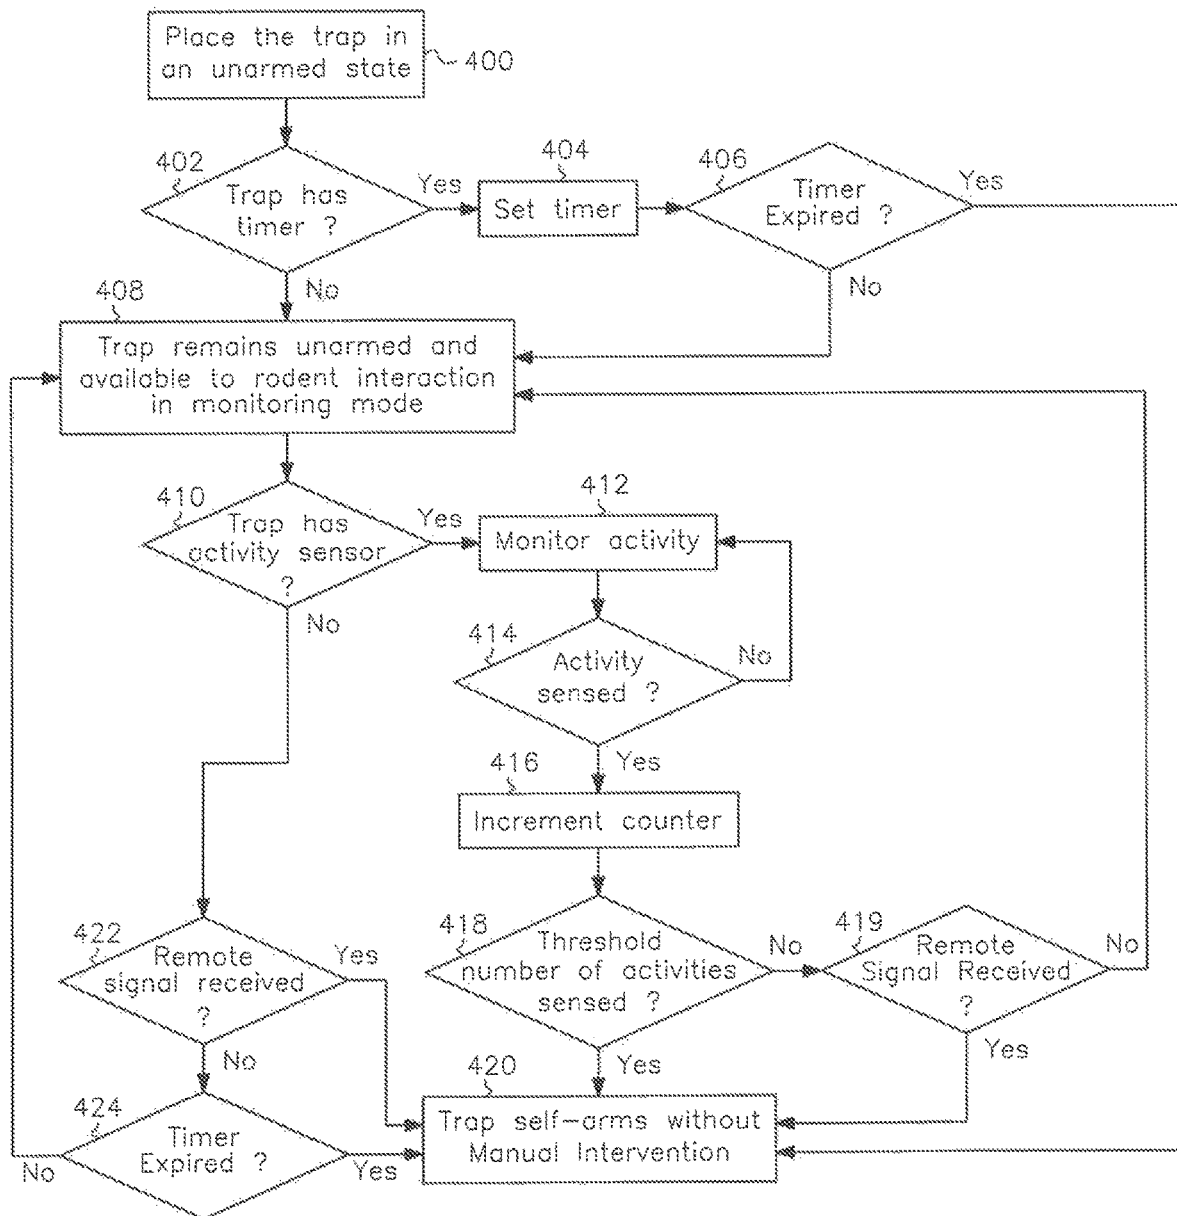 Place the trap in
an unarmed state
400
402
Trap has
timer ?
Yes
No
404
Set timer
406
Timer
Expired ?
Yes
No
408
Trap remains unarmed and
available to rodent interaction
in monitoring mode
410
Trap has
activity sensor
?
Yes
No
412
Monitor activity
414
Activity
sensed ?
No
Yes
416
Increment counter
418
Threshold
number of activities
sensed ?
No
Yes
419
Remote
Signal Received
?
No
Yes
422
Remote
signal received
?
Yes
No
420
Trap self-arms without
Manual Intervention
424
Timer
Expired ?
No
Yes